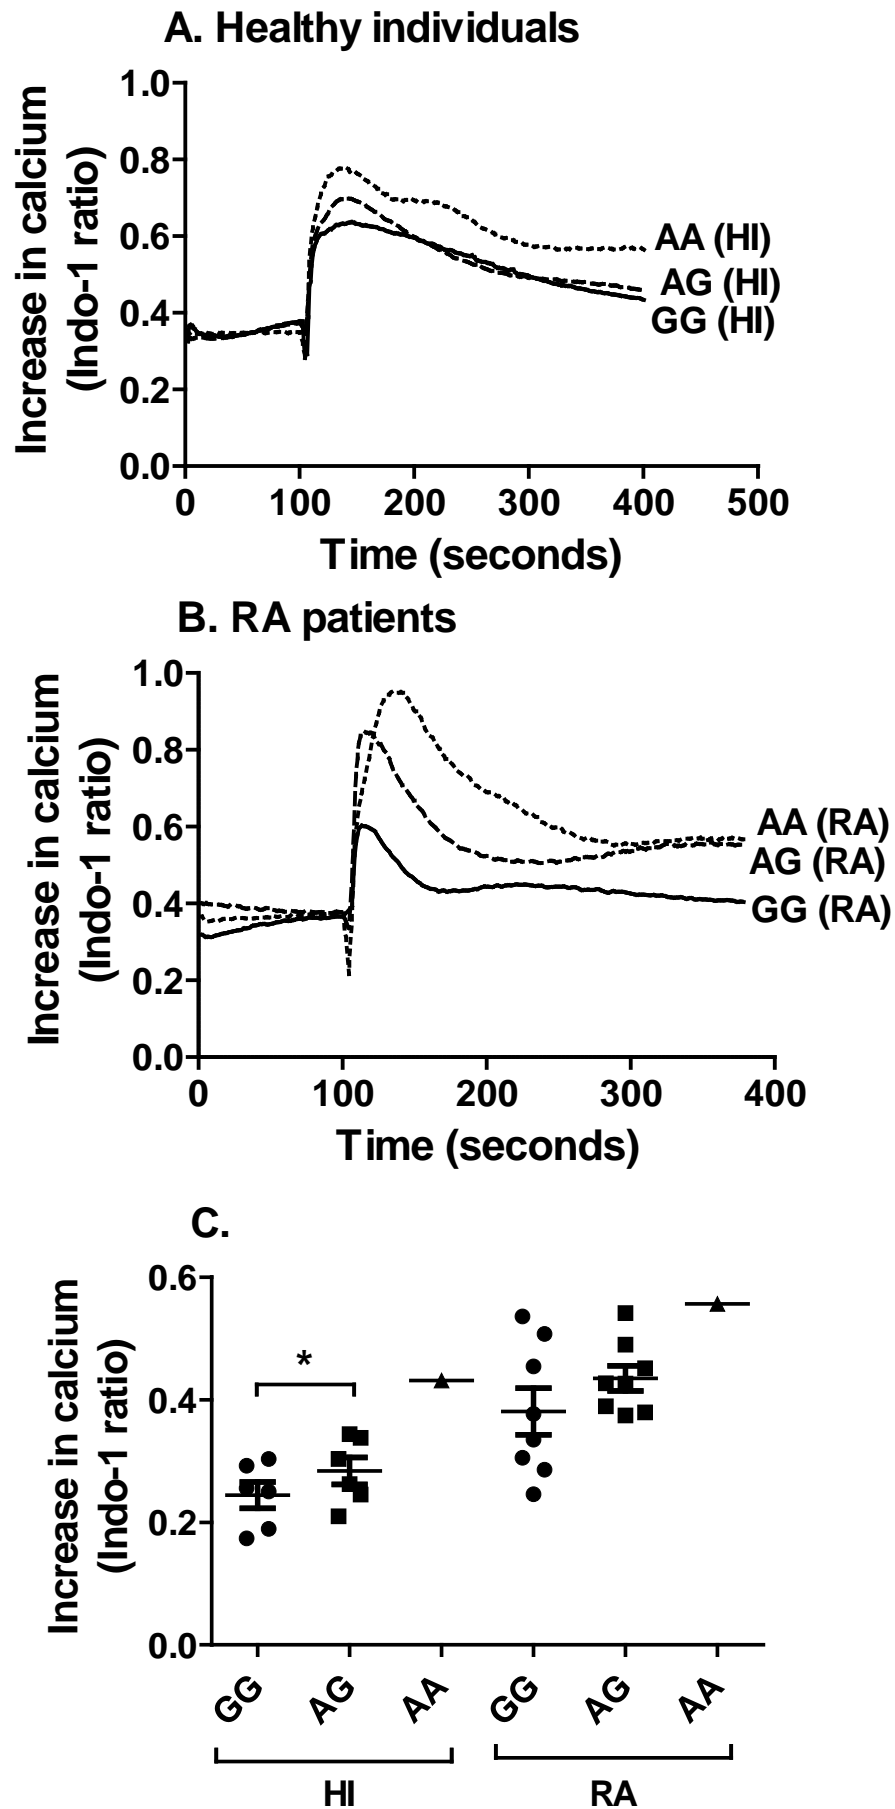 A. Healthy individuals
Increase in calcium
(Indo-1 ratio)
1.0
0.8
0.6
0.4
0.2
0.0
AA (HI)
AG (HI)
GG (HI)
0 100 200 300 400 500
Time (seconds)
B. RA patients
Increase in calcium
(Indo-1 ratio)
1.0
0.8
0.6
0.4
0.2
0.0
AA (RA)
AG (RA)
GG (RA)
0 100 200 300 400
Time (seconds)
C.
Increase in calcium
(Indo-1 ratio)
0.6
0.4
0.2
0.0
*
GG AG AA GG AG AA
HI RA